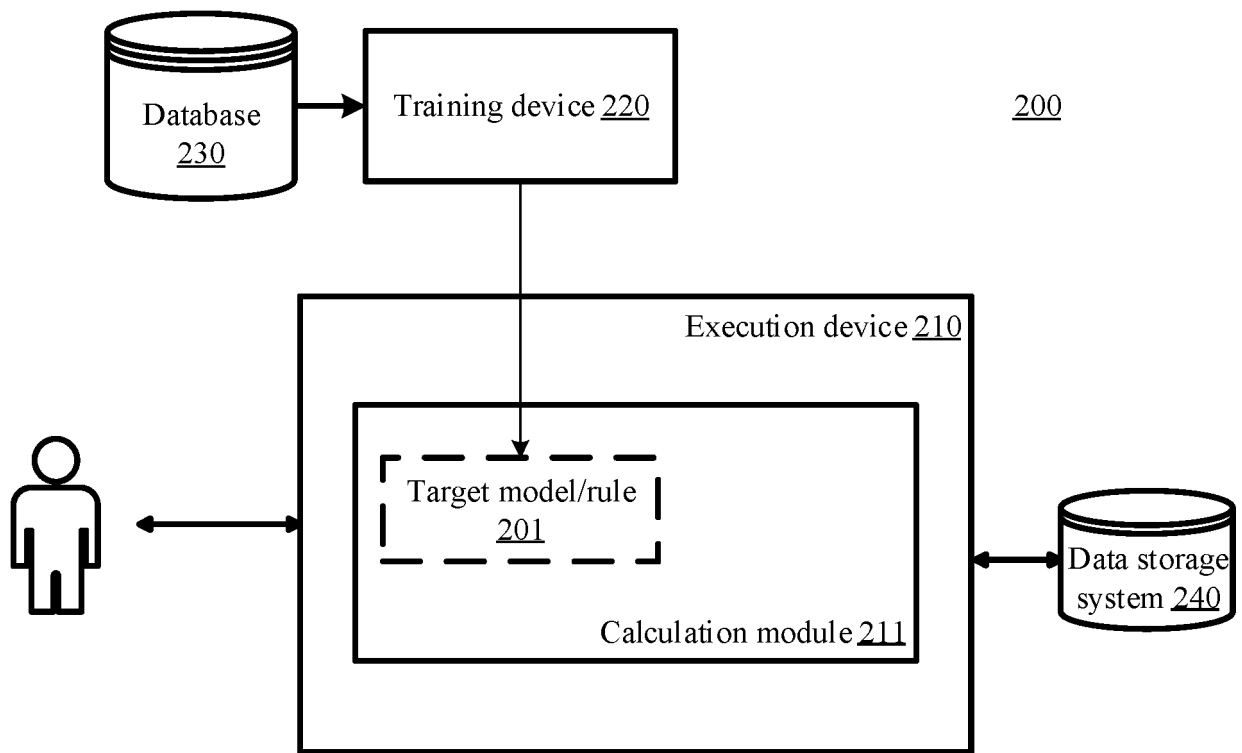 Database
230
Training device 220
200
Execution device 210
Target model/rule
201
Calculation module 211
Data storage
system 240